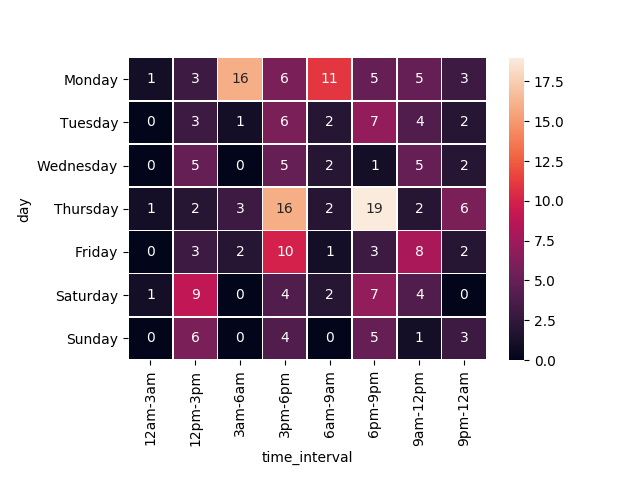 Monday 1 3 16 6 11 5 5 3
Tuesday 0 3 1 6 2 7 4 2
Wednesday 0 5 0 5 2 1 5 2
Thursday 1 2 3 16 2 19 2 6
Friday 0 3 2 10 1 3 8 2
Saturday 1 9 0 4 2 7 4 0
Sunday 0 6 0 4 0 5 1 3
day
12am-3am
12pm-3pm
3am-6am
3pm-6pm
6am-9am
6pm-9pm
9am-12pm
9pm-12am
time_interval
17.5
15.0
12.5
10.0
7.5
5.0
2.5
0.0